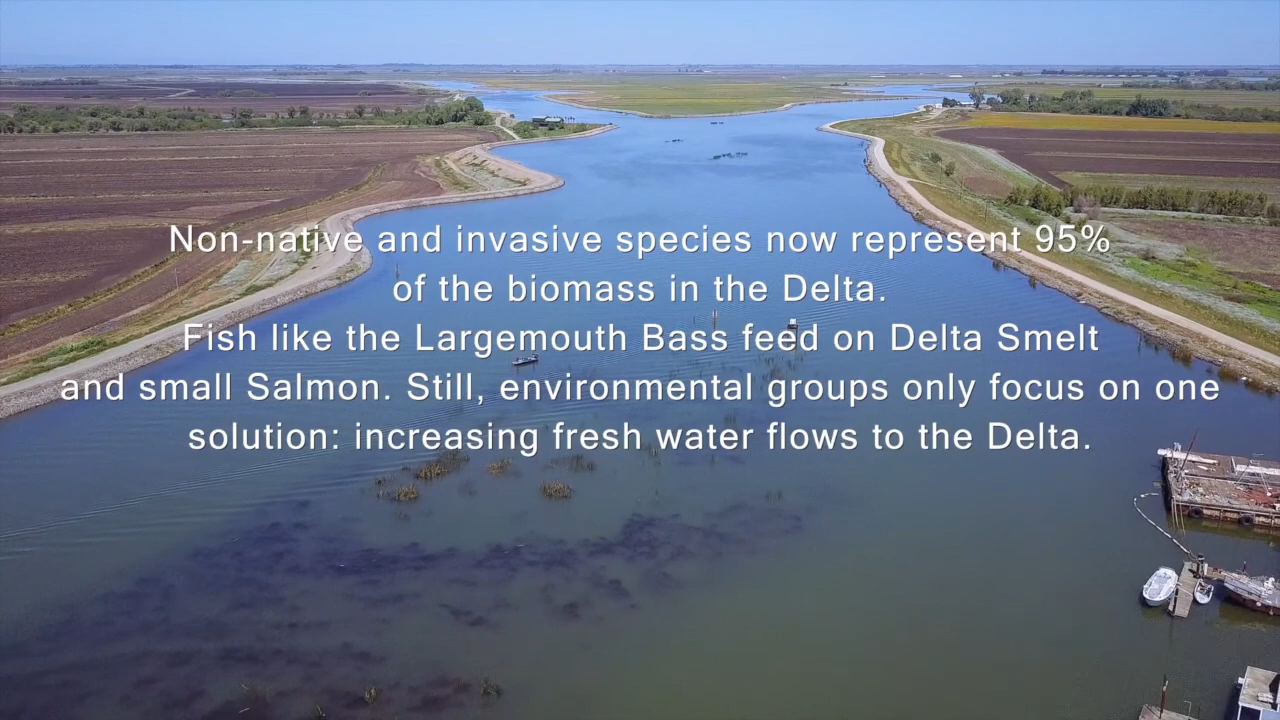 Non-native and invasive species now represent 95%
of the biomass in the Delta.
Fish like the Largemouth Bass feed on Delta Smelt
and small Salmon. Still, environmental groups only focus on one
solution: increasing fresh water flows to the Delta.